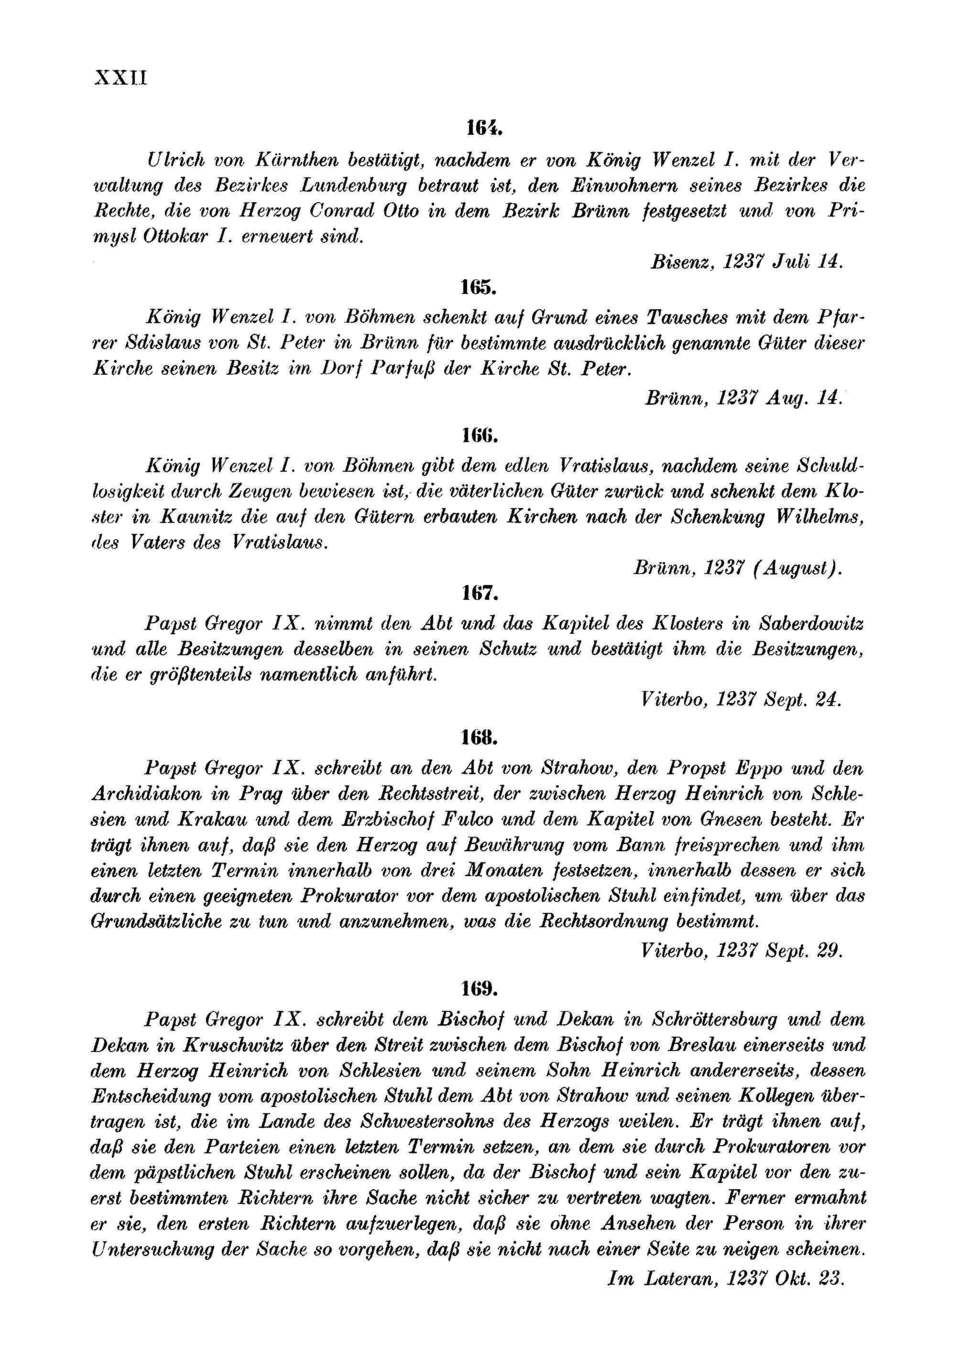 XXII
164.
Ulrich von Kärnthen bestätigt, nachdem er von König Wenzel I. mit der Ver-
waltung des Bezirkes Lundenburg betraut ist, den Einwohnern seines Bezirkes die
Rechte, die von Herzog Conrad Otto in dem Bezirk Brünn festgesetzt und von Pri-
mysl Ottokar I. erneuert sind.
Bisenz, 1237 Juli 14.
165.
König Wenzel I. von Böhmen schenkt auf Grund eines Tausches mit dem Pfar-
rer Sdislaus von St. Peter in Brünn für bestimmte ausdrücklich genannte Güter dieser
Kirche seinen Besitz im Dorf Parfuß der Kirche St. Peter.
Brünn, 1237 Aug. 14.
166.
König Wenzel I. von Böhmen gibt dem edlen Vratislaus, nachdem seine Schuld-
losigkeit durch Zeugen bewiesen ist, die väterlichen Güter zurück und schenkt dem Klo-
ster in Kaunitz die auf den Gütern erbauten Kirchen nach der Schenkung Wilhelms,
des Vaters des Vratislaus.
Brünn, 1237 (August).
167.
Papst Gregor IX. nimmt den Abt und das Kapitel des Klosters in Saberdowitz
und alle Besitzungen desselben in seinen Schutz und bestätigt ihm die Besitzungen,
die er größtenteils namentlich anführt.
Viterbo, 1237 Sept. 24.
168.
Papst Gregor IX. schreibt an den Abt von Strahow, den Propst Eppo und den
Archidiakon in Prag über den Rechtsstreit, der zwischen Herzog Heinrich von Schle-
sien und Krakau und dem Erzbischof Fulco und dem Kapitel von Gnesen besteht. Er
trägt ihnen auf, daß sie den Herzog auf Bewährung vom Bann freisprechen und ihm
einen letzten Termin innerhalb von drei Monaten festsetzen, innerhalb dessen er sich
durch einen geeigneten Prokurator vor dem apostolischen Stuhl einfindet, um über das
Grundsätzliche zu tun und anzunehmen, was die Rechtsordnung bestimmt.
Viterbo, 1237 Sept. 29.
169.
Papst Gregor IX. schreibt dem Bischof und Dekan in Schröttersburg und dem
Dekan in Kruschwitz über den Streit zwischen dem Bischof von Breslau einerseits und
dem Herzog Heinrich von Schlesien und seinem Sohn Heinrich andererseits, dessen
Entscheidung vom apostolischen Stuhl dem Abt von Strahow und seinen Kollegen über-
tragen ist, die im Lande des Schwestersohns des Herzogs weilen. Er trägt ihnen auf,
daß sie den Parteien einen letzten Termin setzen, an dem sie durch Prokuratoren vor
dem päpstlichen Stuhl erscheinen sollen, da der Bischof und sein Kapitel vor den zu-
erst bestimmten Richtern ihre Sache nicht sicher zu vertreten wagten. Ferner ermahnt
er sie, den ersten Richtern aufzuerlegen, daß sie ohne Ansehen der Person in ihrer
Untersuchung der Sache so vorgehen, daß sie nicht nach einer Seite zu neigen scheinen.
Im Lateran, 1237 Okt. 23.